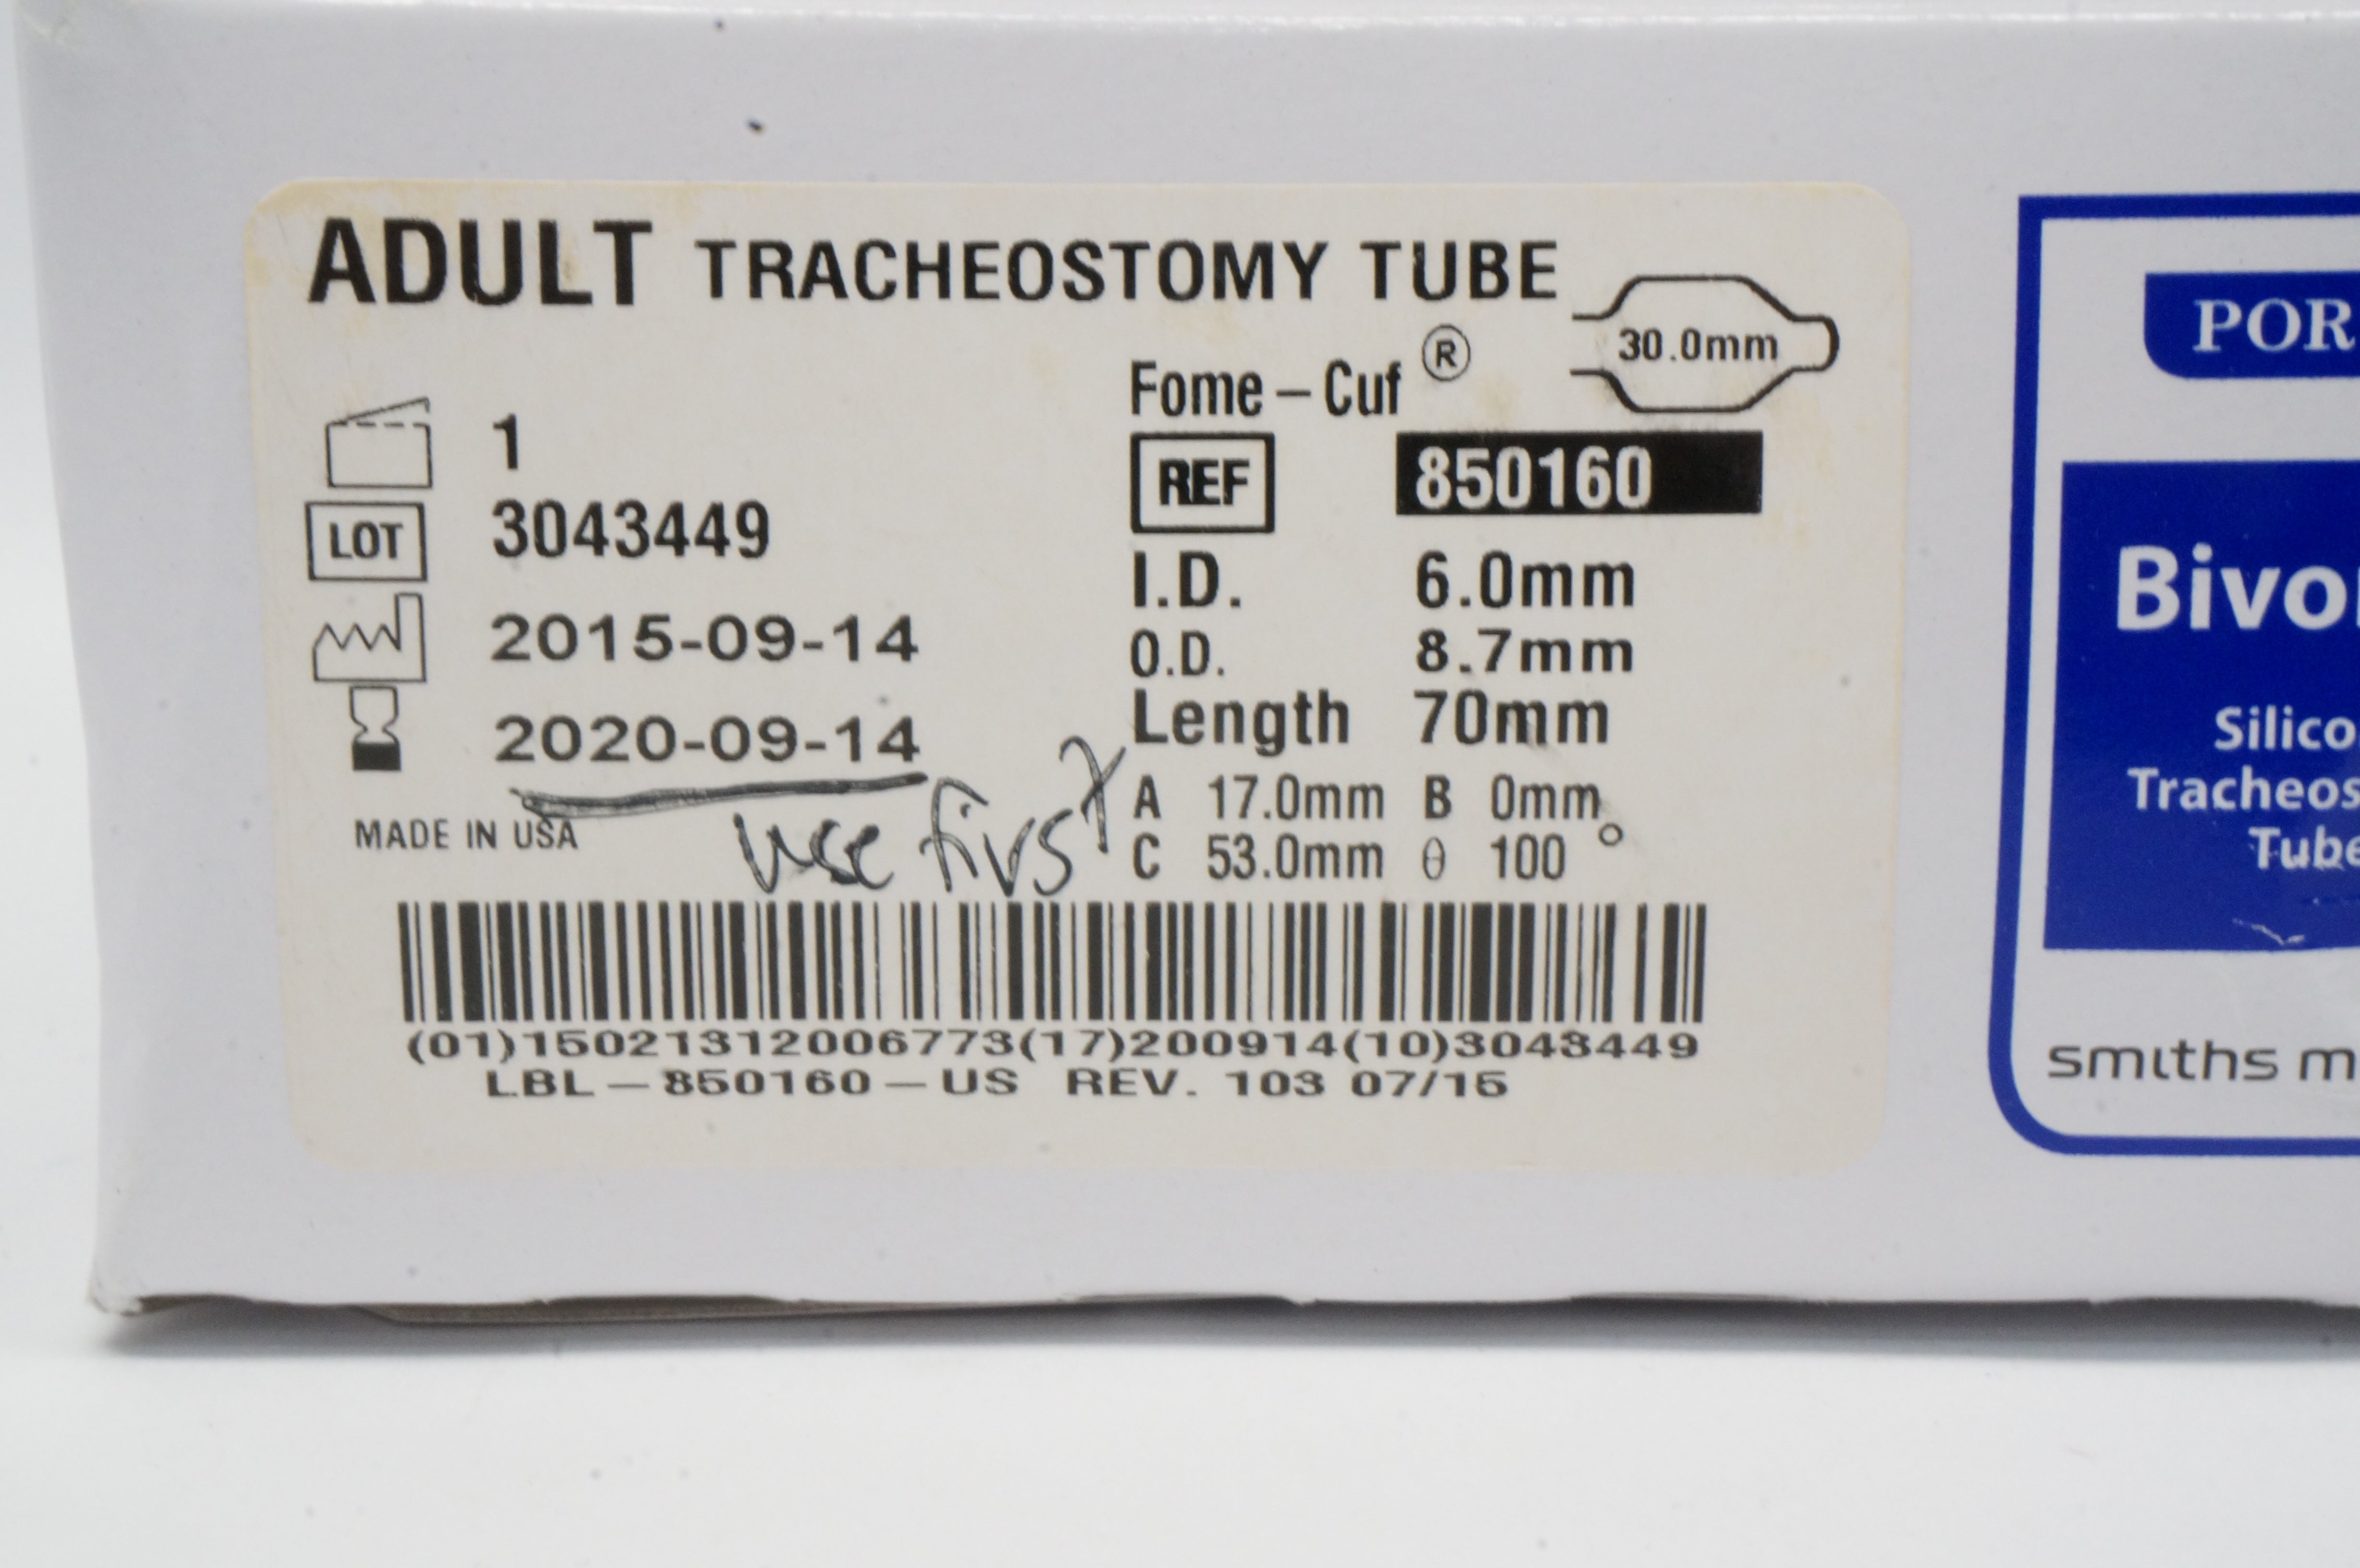 ADULT TRACHEOSTOMY TUBE
30.0mm
Fome-Cuf ®
1
REF 850160
LOT 3043449
I.D. 6.0mm
2015-09-14
O.D. 8.7mm
2020-09-14
Length 70mm
use first
A 17.0mm B 0mm
MADE IN USA
C 53.0mm θ 100°
(01)15021312006773(17)200914(10)3043449
LBL-850160-US REV. 103 07/15
POR
Bivo
Silico
Tracheos
Tube
smiths m